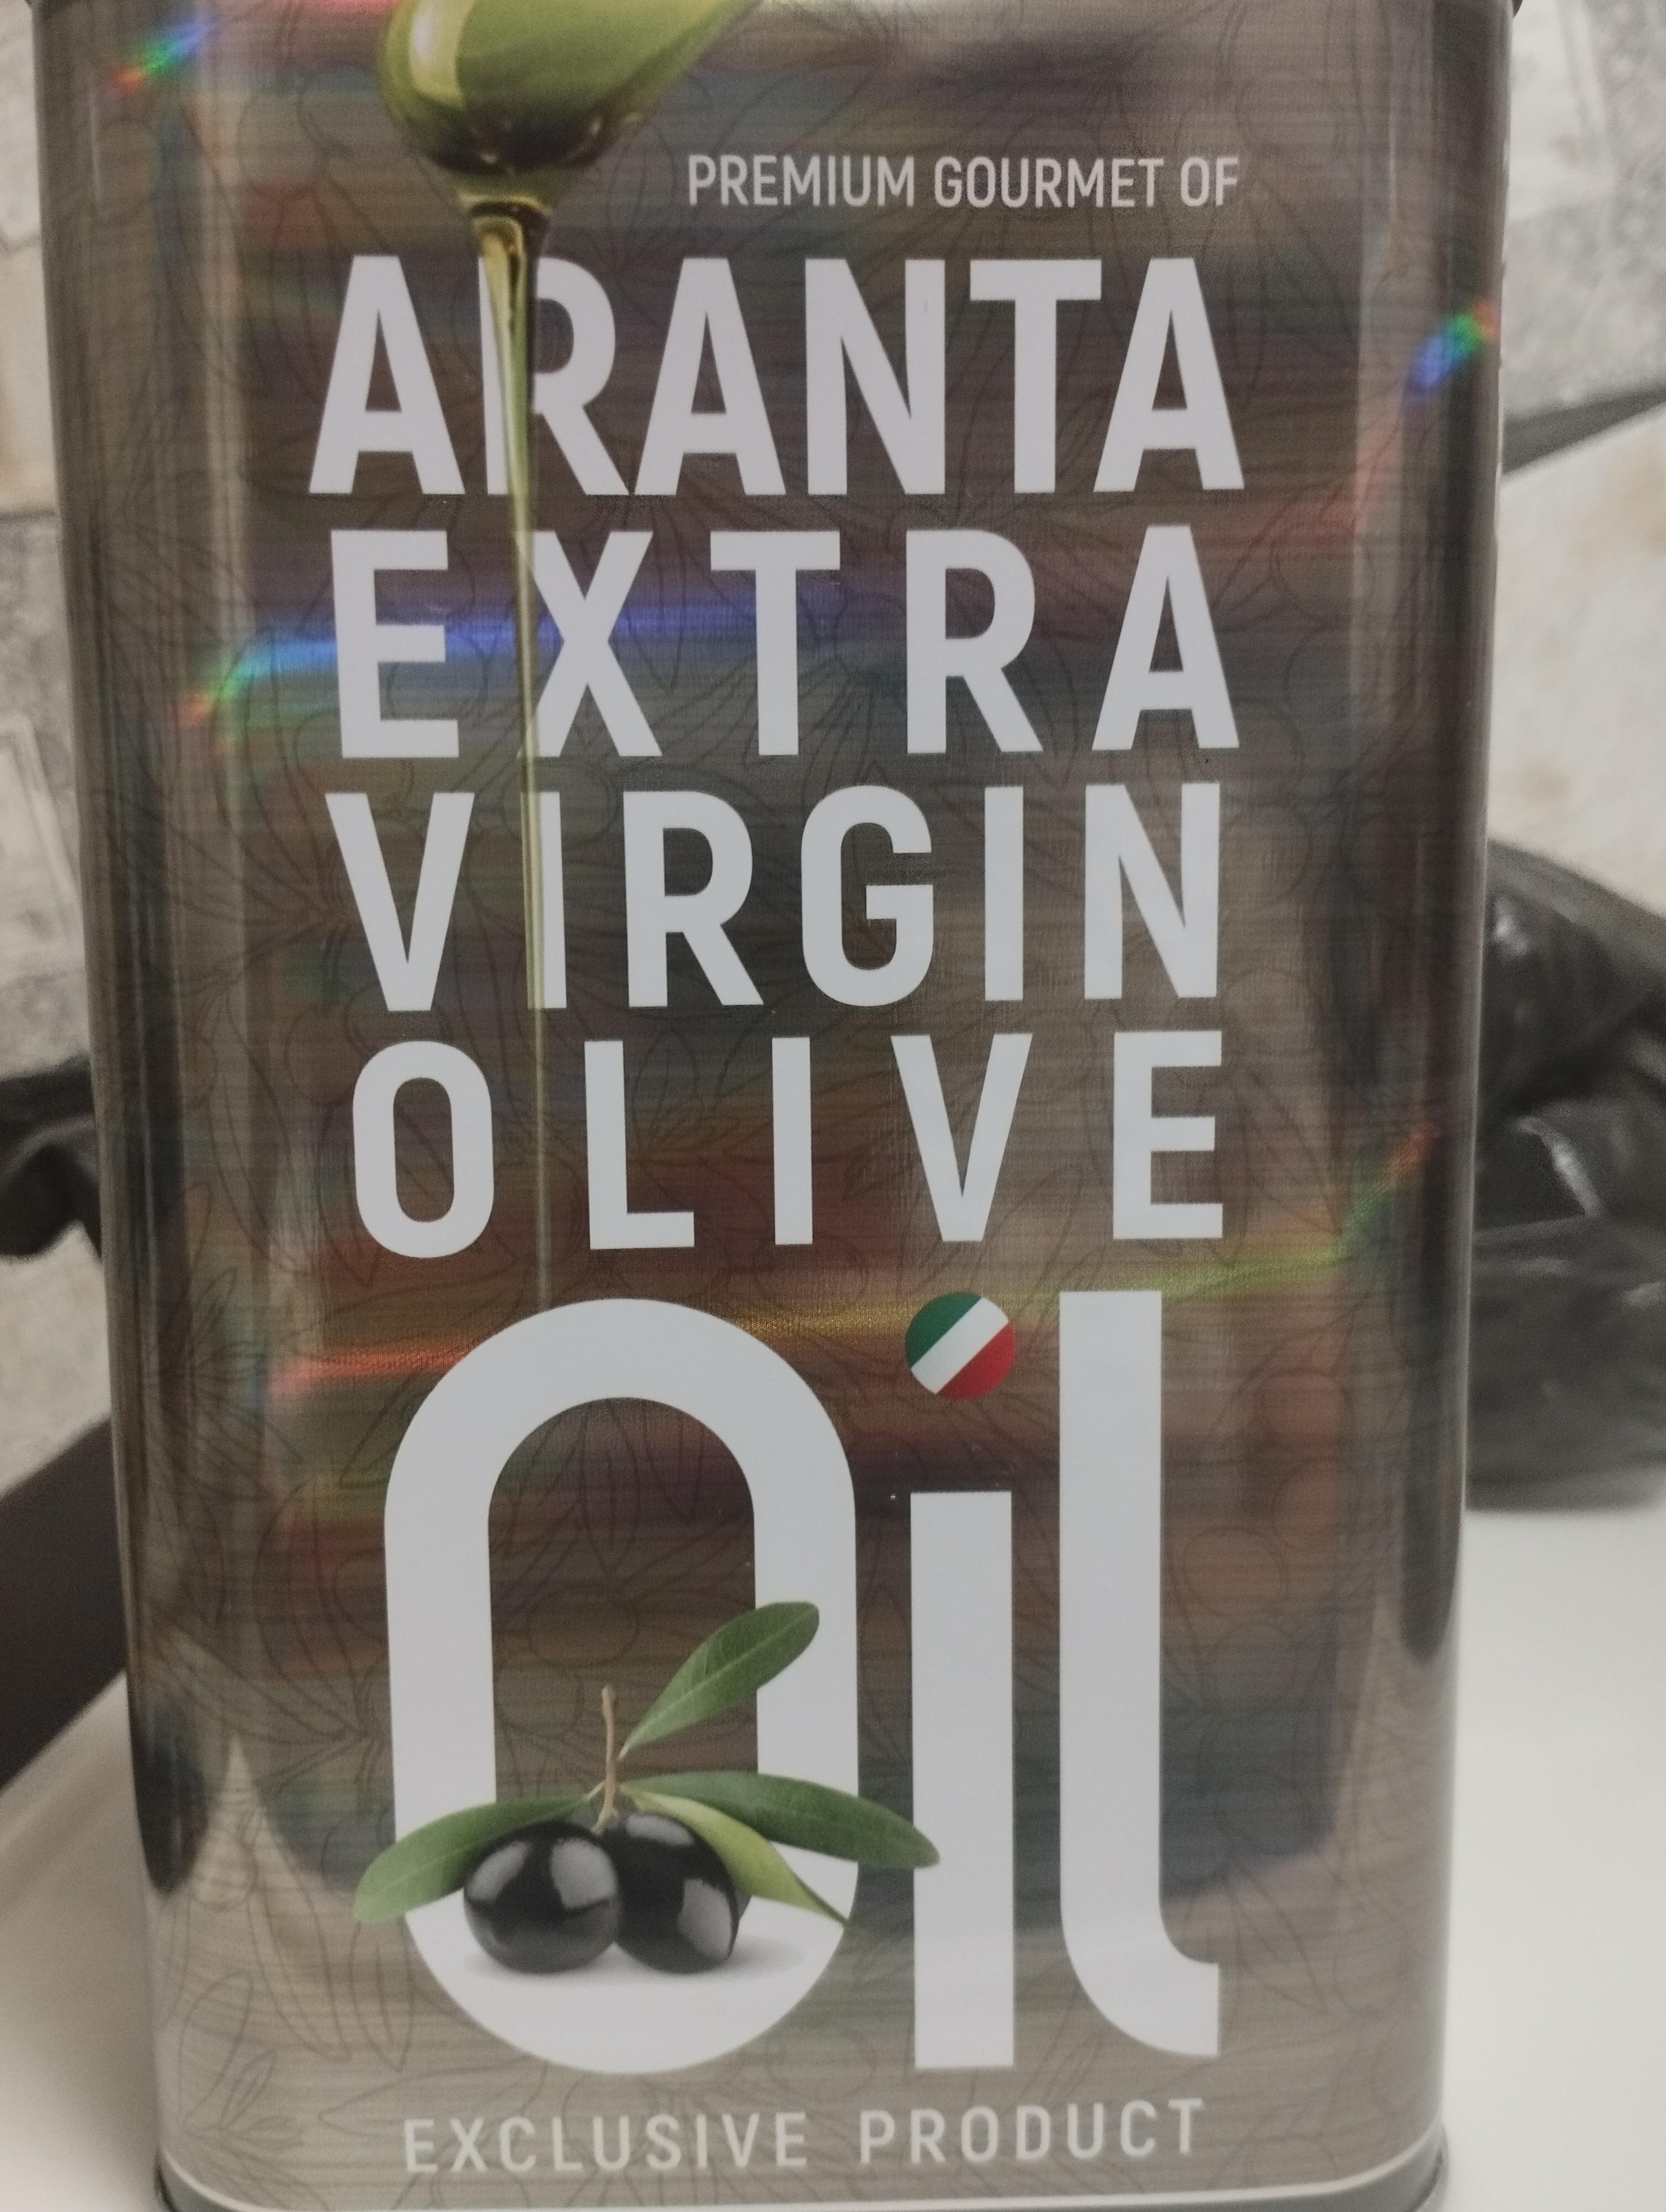 PREMIUM GOURMET OF
ARANTA
EXTRA
VIRGIN
OLIVE
Oil
EXCLUSIVE PRODUCT